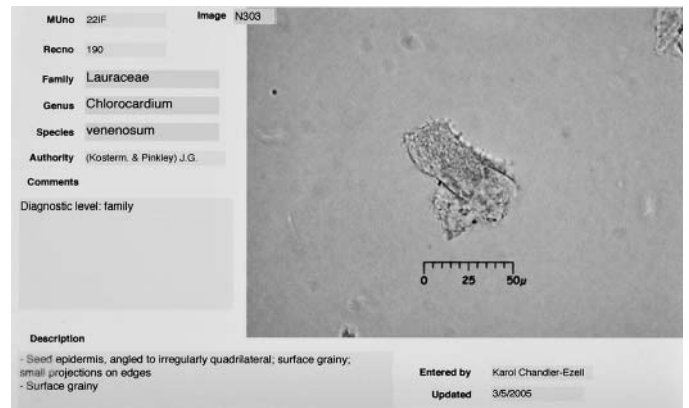 MUno 22IF
Image N303
Recno 190
Family Lauraceae
Genus Chlorocardium
Species venenosum
Authority (Kosterm. & Pinkley) J.G.
Comments
Diagnostic level: family
0 25 50µ
Description
- Seed epidermis, angled to irregularly quadrilateral; surface grainy;
small projections on edges
- Surface grainy
Entered by Karol Chandler-Ezell
Updated 3/5/2005